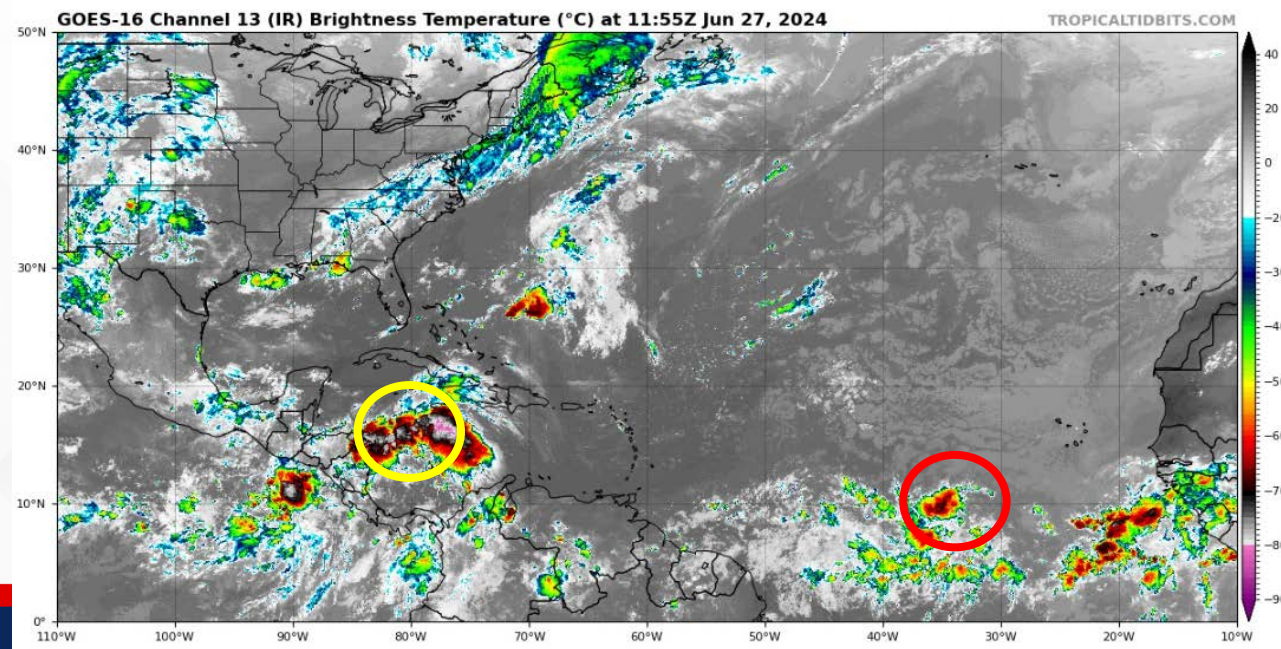 GOES-16 Channel 13 (IR) Brightness Temperature (°C) at 11:55Z Jun 27, 2024
TROPICALTIDBITS.COM
50°N
40°N
30°N
20°N
10°N
0°
110°W 100°W 90°W 80°W 70°W 60°W 50°W 40°W 30°W 20°W 10°W
40
20
0
−20
−30
−40
−50
−60
−70
−80
−90